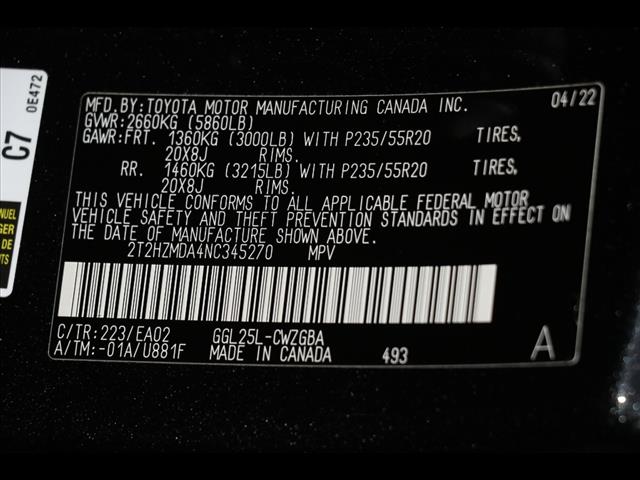 MFD.BY:TOYOTA MOTOR MANUFACTURING CANADA INC. 04/22
GVWR:2660KG (5860LB)
GAWR:FRT. 1360KG (3000LB) WITH P235/55R20 TIRES,
20X8J RIMS.
RR. 1460KG (3215LB) WITH P235/55R20 TIRES,
20X8J RIMS.
THIS VEHICLE CONFORMS TO ALL APPLICABLE FEDERAL MOTOR
VEHICLE SAFETY AND THEFT PREVENTION STANDARDS IN EFFECT ON
THE DATE OF MANUFACTURE SHOWN ABOVE.
2T2HZMDA4NC345270 MPV
C/TR:223/EA02 GGL25L-CWZGBA
A/TM:-01A/U881F MADE IN CANADA 493 A
C7
0E472